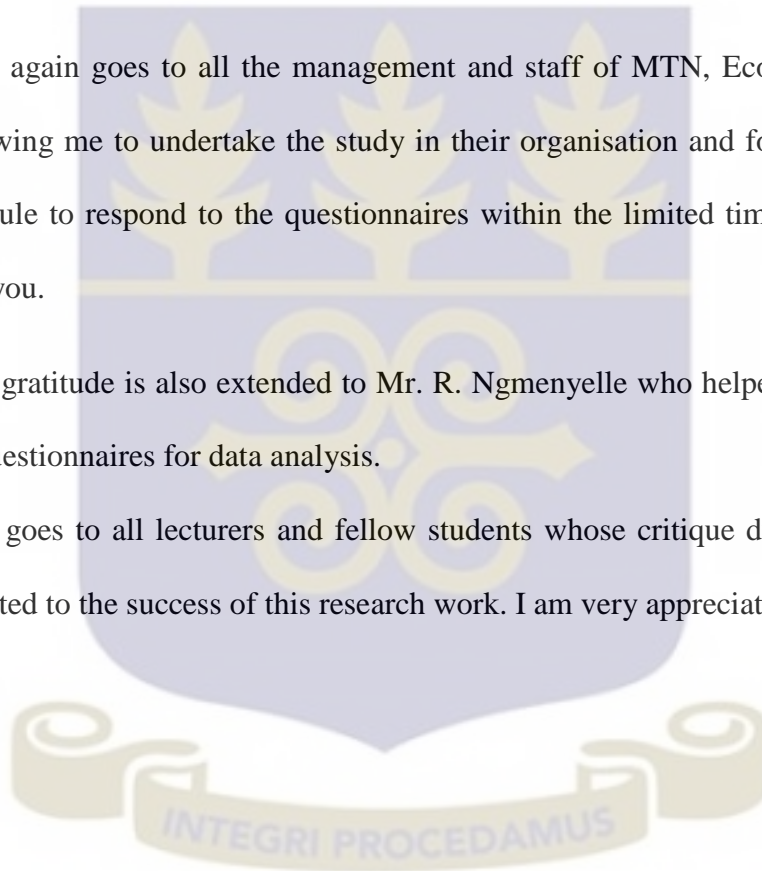 again goes to all the management and staff of MTN, Eco
wing me to undertake the study in their organisation and fo
ule to respond to the questionnaires within the limited tim
you.
gratitude is also extended to Mr. R. Ngmenyelle who helpe
uestionnaires for data analysis.
goes to all lecturers and fellow students whose critique d
ted to the success of this research work. I am very appreciat
INTEGRI PROCEDAMUS